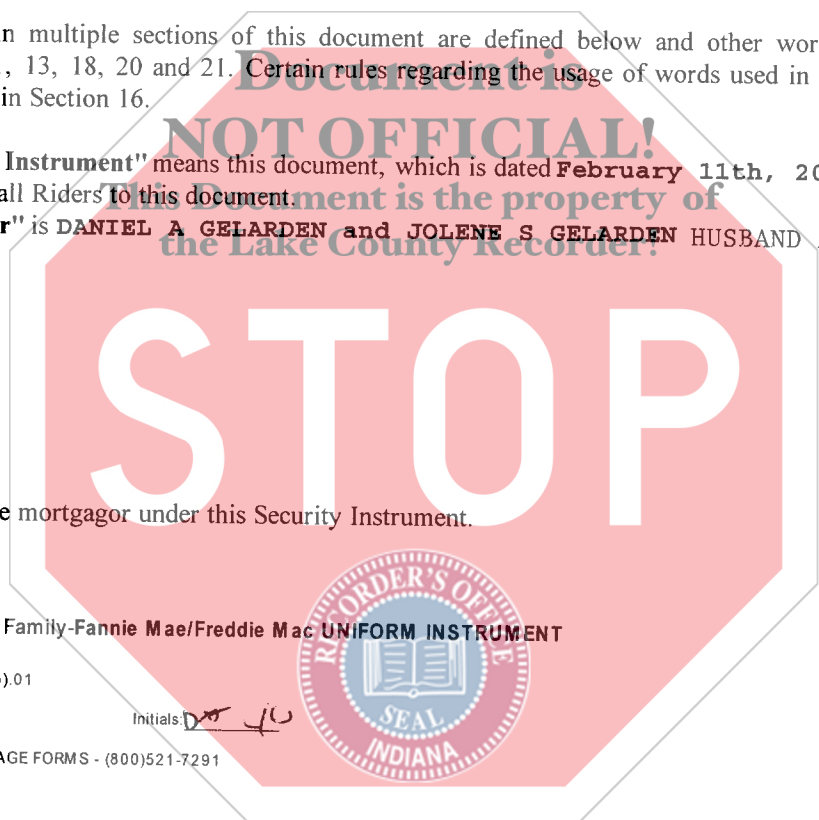 n multiple sections of this document are defined below and other wor
, 13, 18, 20 and 21. Certain rules regarding the usage of words used in
in Section 16.
Document is
NOT OFFICIAL!
This Document is the property of
the Lake County Recorder!
Instrument" means this document, which is dated February 11th, 20
all Riders to this document.
r" is DANIEL A GELARDEN and JOLENE S GELARDEN HUSBAND
STOP
e mortgagor under this Security Instrument.
RECORDER'S OFFICE
SEAL
INDIANA
Family-Fannie Mae/Freddie Mac UNIFORM INSTRUMENT
).01
Initials:
AGE FORMS - (800)521-7291